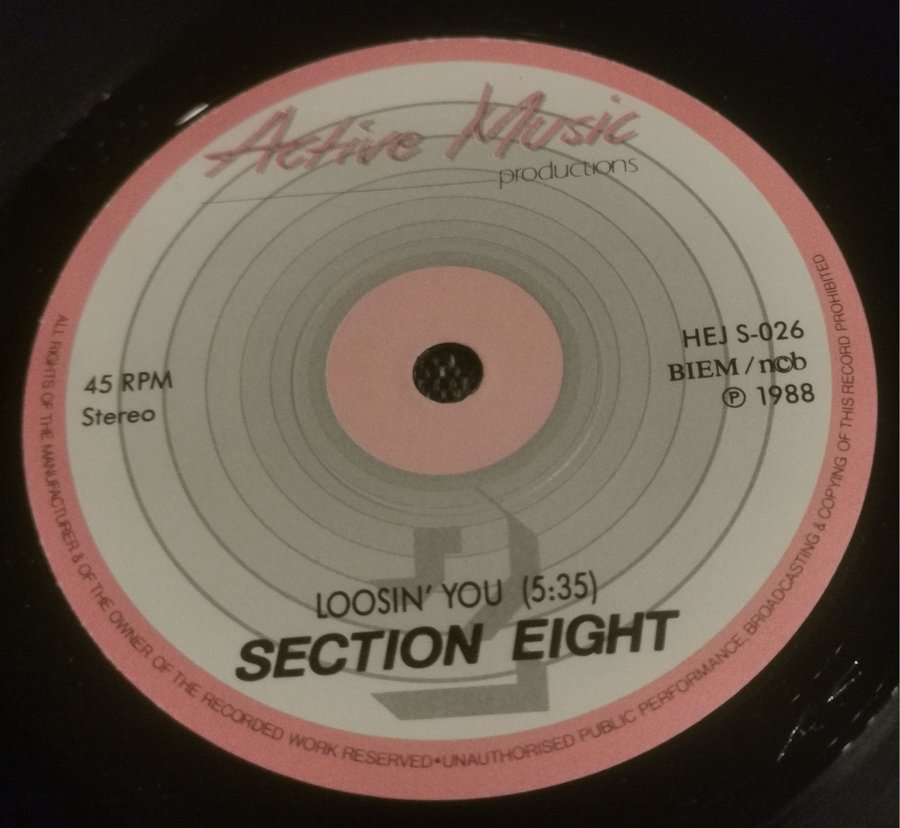 Active Music
productions
45 RPM
Stereo
HEJ S-026
BIEM/ncb
℗ 1988
LOOSIN' YOU (5:35)
SECTION EIGHT
ALL RIGHTS OF THE MANUFACTURER & OF THE OWNER OF THE RECORDED WORK RESERVED•UNAUTHORISED PUBLIC PERFORMANCE, BROADCASTING & COPYING OF THIS RECORD PROHIBITED